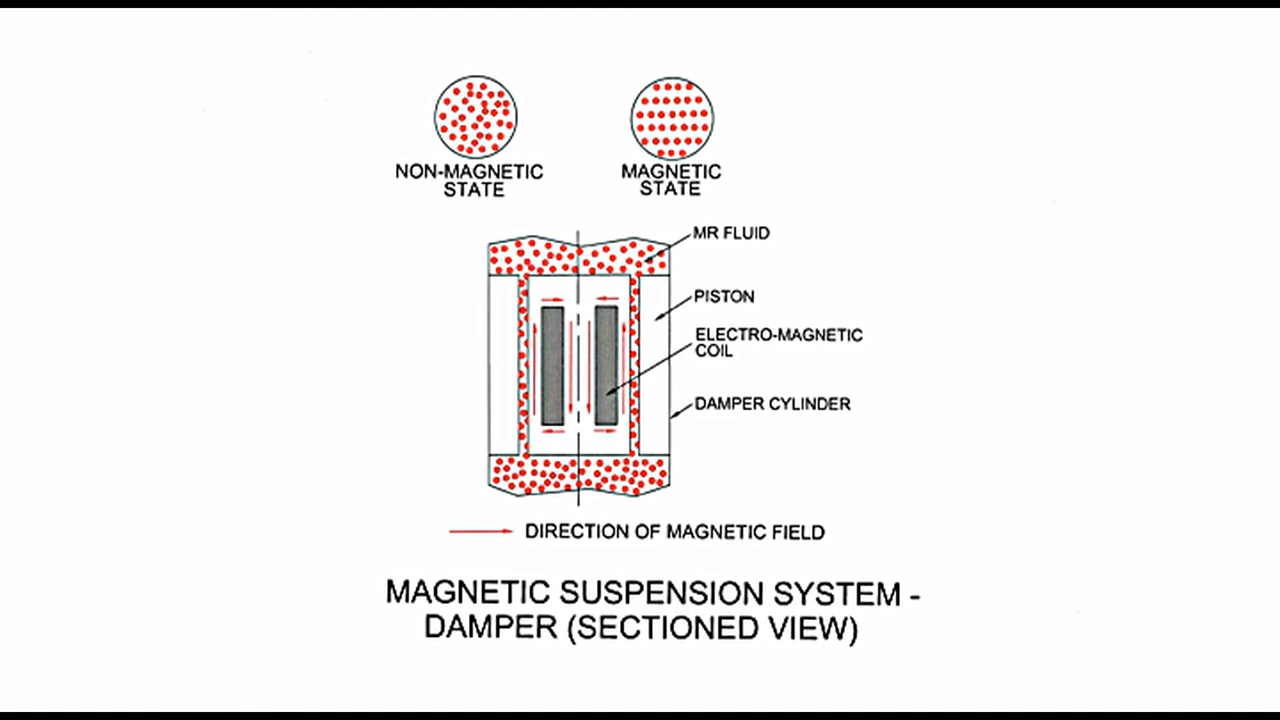 NON-MAGNETIC
STATE
MAGNETIC
STATE
MR FLUID
PISTON
ELECTRO-MAGNETIC
COIL
DAMPER CYLINDER
DIRECTION OF MAGNETIC FIELD
MAGNETIC SUSPENSION SYSTEM -
DAMPER (SECTIONED VIEW)